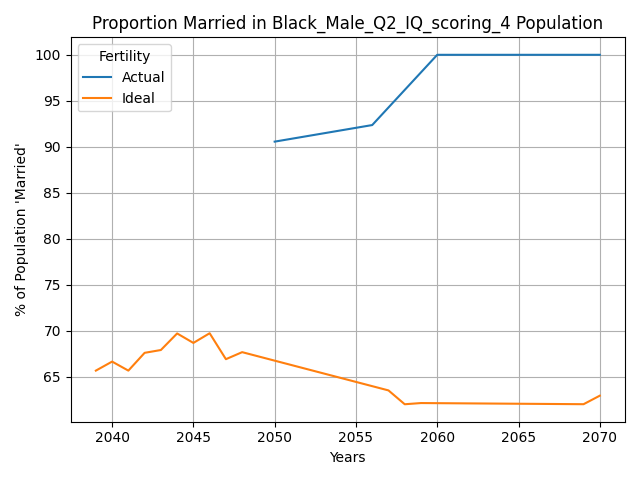 Proportion Married in Black_Male_Q2_IQ_scoring_4 Population
Fertility
Actual
Ideal
% of Population 'Married'
100
95
90
85
80
75
70
65
2040 2045 2050 2055 2060 2065 2070
Years